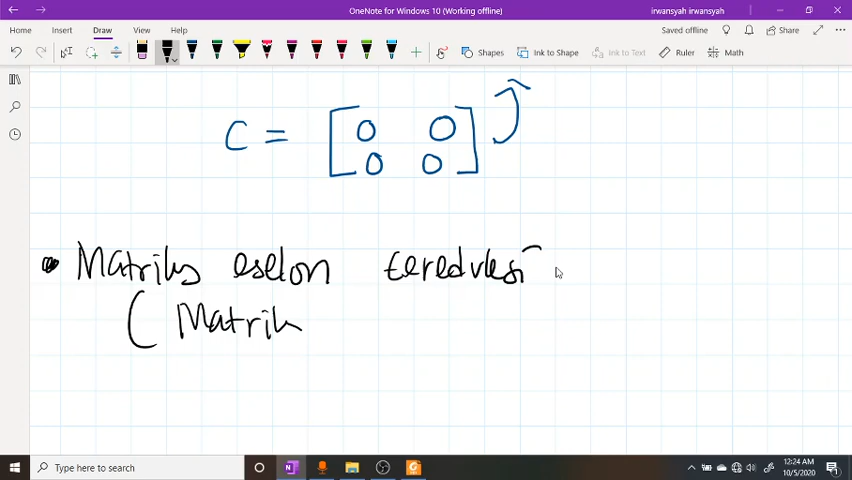 OneNote for Windows 10 (Working offline)
irwansyah irwansyah
Home Insert Draw View Help
Saved offline
Shapes Ink to Shape Ink to Text Ruler Math Share
C = [0 0
0 0]
• Matriks eselon tereduksi
( Matrik
Type here to search
12:24 AM
10/5/2020